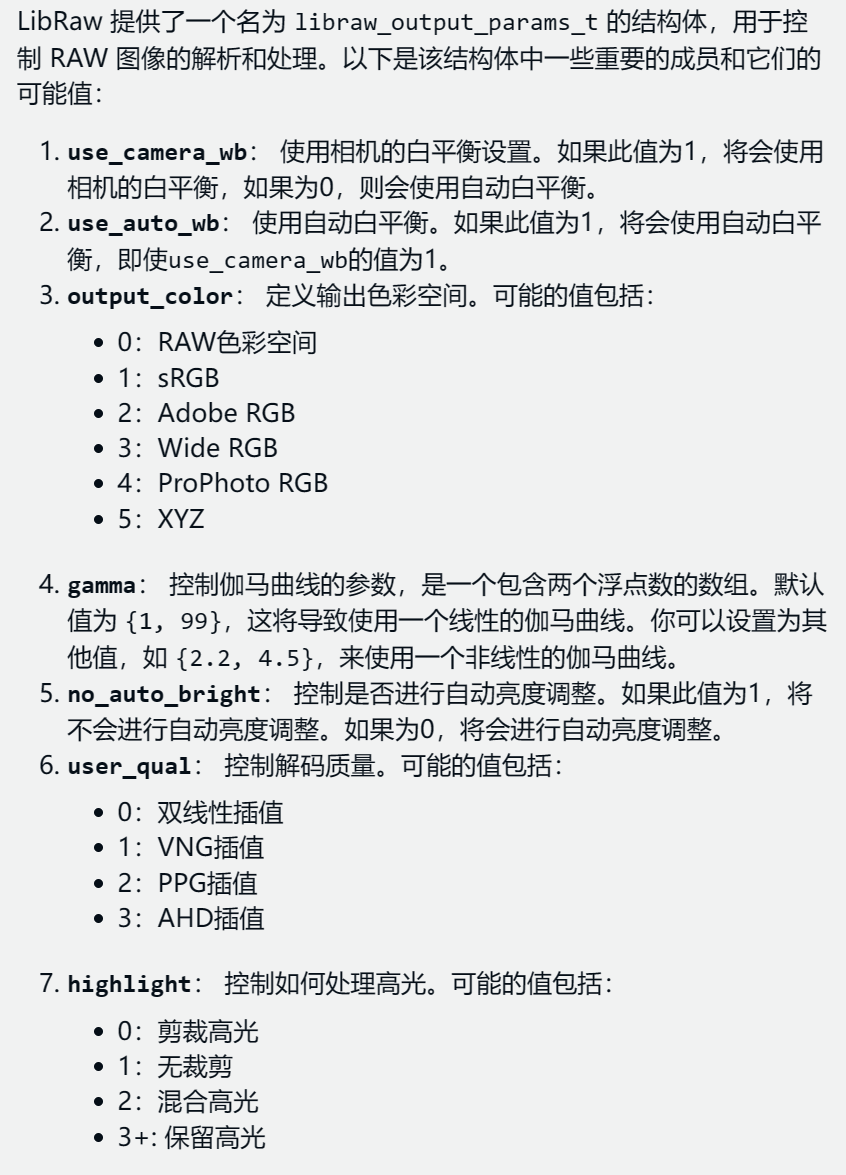 LibRaw 提供了一个名为 libraw_output_params_t 的结构体，用于控
制 RAW 图像的解析和处理。以下是该结构体中一些重要的成员和它们的
可能值：
1. use_camera_wb： 使用相机的白平衡设置。如果此值为1，将会使用
相机的白平衡，如果为0，则会使用自动白平衡。
2. use_auto_wb： 使用自动白平衡。如果此值为1，将会使用自动白平
衡，即使use_camera_wb的值为1。
3. output_color： 定义输出色彩空间。可能的值包括：
• 0：RAW色彩空间
• 1：sRGB
• 2：Adobe RGB
• 3：Wide RGB
• 4：ProPhoto RGB
• 5：XYZ
4. gamma： 控制伽马曲线的参数，是一个包含两个浮点数的数组。默认
值为 {1, 99}，这将导致使用一个线性的伽马曲线。你可以设置为其
他值，如 {2.2, 4.5}，来使用一个非线性的伽马曲线。
5. no_auto_bright： 控制是否进行自动亮度调整。如果此值为1，将
不会进行自动亮度调整。如果为0，将会进行自动亮度调整。
6. user_qual： 控制解码质量。可能的值包括：
• 0：双线性插值
• 1：VNG插值
• 2：PPG插值
• 3：AHD插值
7. highlight： 控制如何处理高光。可能的值包括：
• 0：剪裁高光
• 1：无裁剪
• 2：混合高光
• 3+: 保留高光